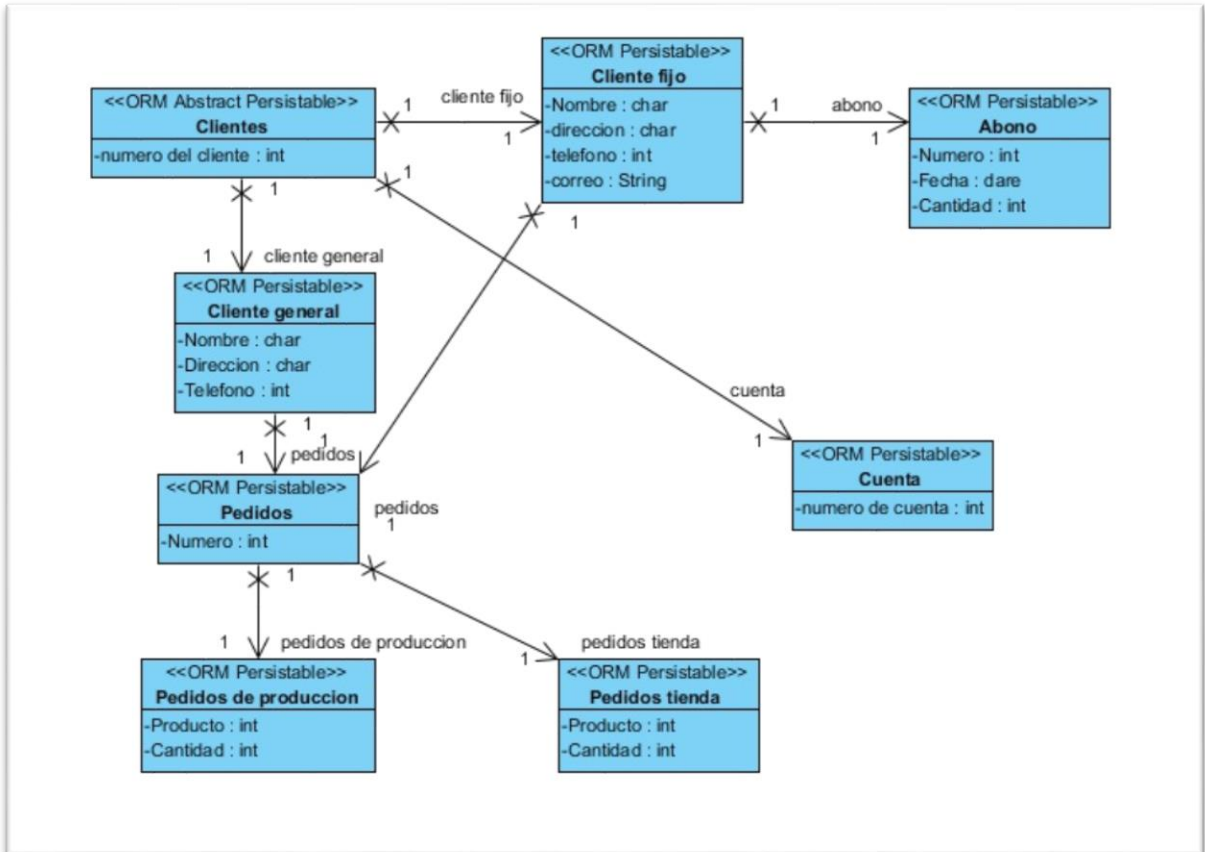 <<ORM Persistable>>
Cliente fijo
-Nombre : char
-direccion : char
-telefono : int
-correo : String
<<ORM Abstract Persistable>>
Clientes
-numero del cliente : int
1
cliente fijo
1
1
abono
1
<<ORM Persistable>>
Abono
-Numero : int
-Fecha : dare
-Cantidad : int
1
1
1
1
cliente general
<<ORM Persistable>>
Cliente general
-Nombre : char
-Direccion : char
-Telefono : int
cuenta
1
1
1
1
pedidos
<<ORM Persistable>>
Cuenta
-numero de cuenta : int
<<ORM Persistable>>
Pedidos
-Numero : int
pedidos
1
1
1
pedidos de produccion
pedidos tienda
1
<<ORM Persistable>>
Pedidos de produccion
-Producto : int
-Cantidad : int
<<ORM Persistable>>
Pedidos tienda
-Producto : int
-Cantidad : int